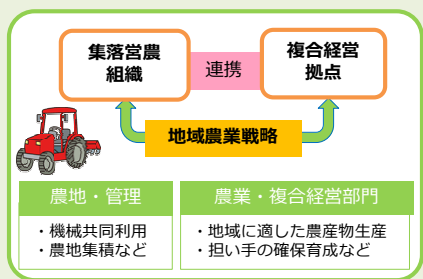 集落営農
組織
連携
複合経営
拠点
地域農業戦略
農地・管理
・機械共同利用
・農地集積など
農業・複合経営部門
・地域に適した農産物生産
・担い手の確保育成など